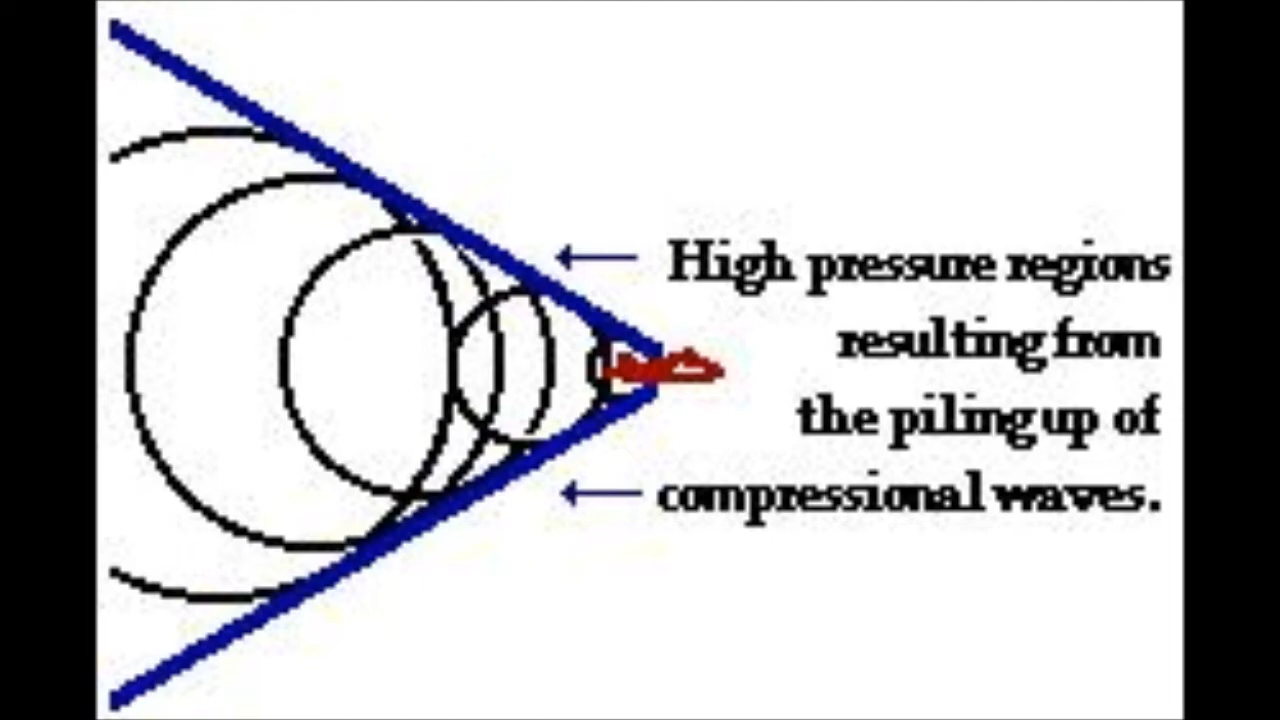 High pressure regions
resulting from
the piling up of
compressional waves.